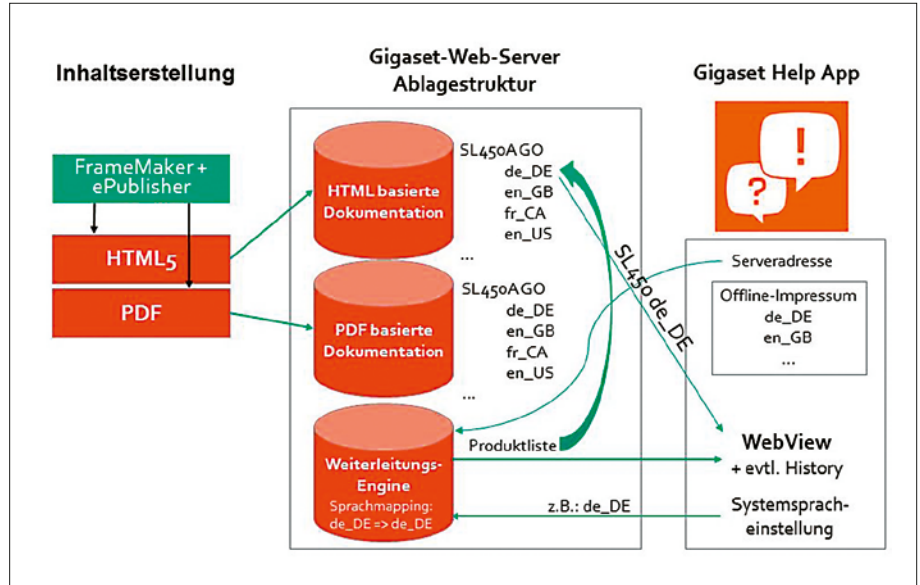 Inhaltserstellung
FrameMaker +
ePublisher
HTML5
PDF
Gigaset-Web-Server
Ablagestruktur
HTML basierte
Dokumentation
SL450AGO
de_DE
en_GB
fr_CA
en_US
...
PDF basierte
Dokumentation
SL450AGO
de_DE
en_GB
fr_CA
en_US
...
Weiterleitungs-
Engine
Sprachmapping:
de_DE => de_DE
Produktliste
z.B.: de_DE
SL450 de_DE
Gigaset Help App
?
!
Serveradresse
Offline-Impressum
de_DE
en_GB
...
WebView
+ evtl. History
Systemsprach-
einstellung